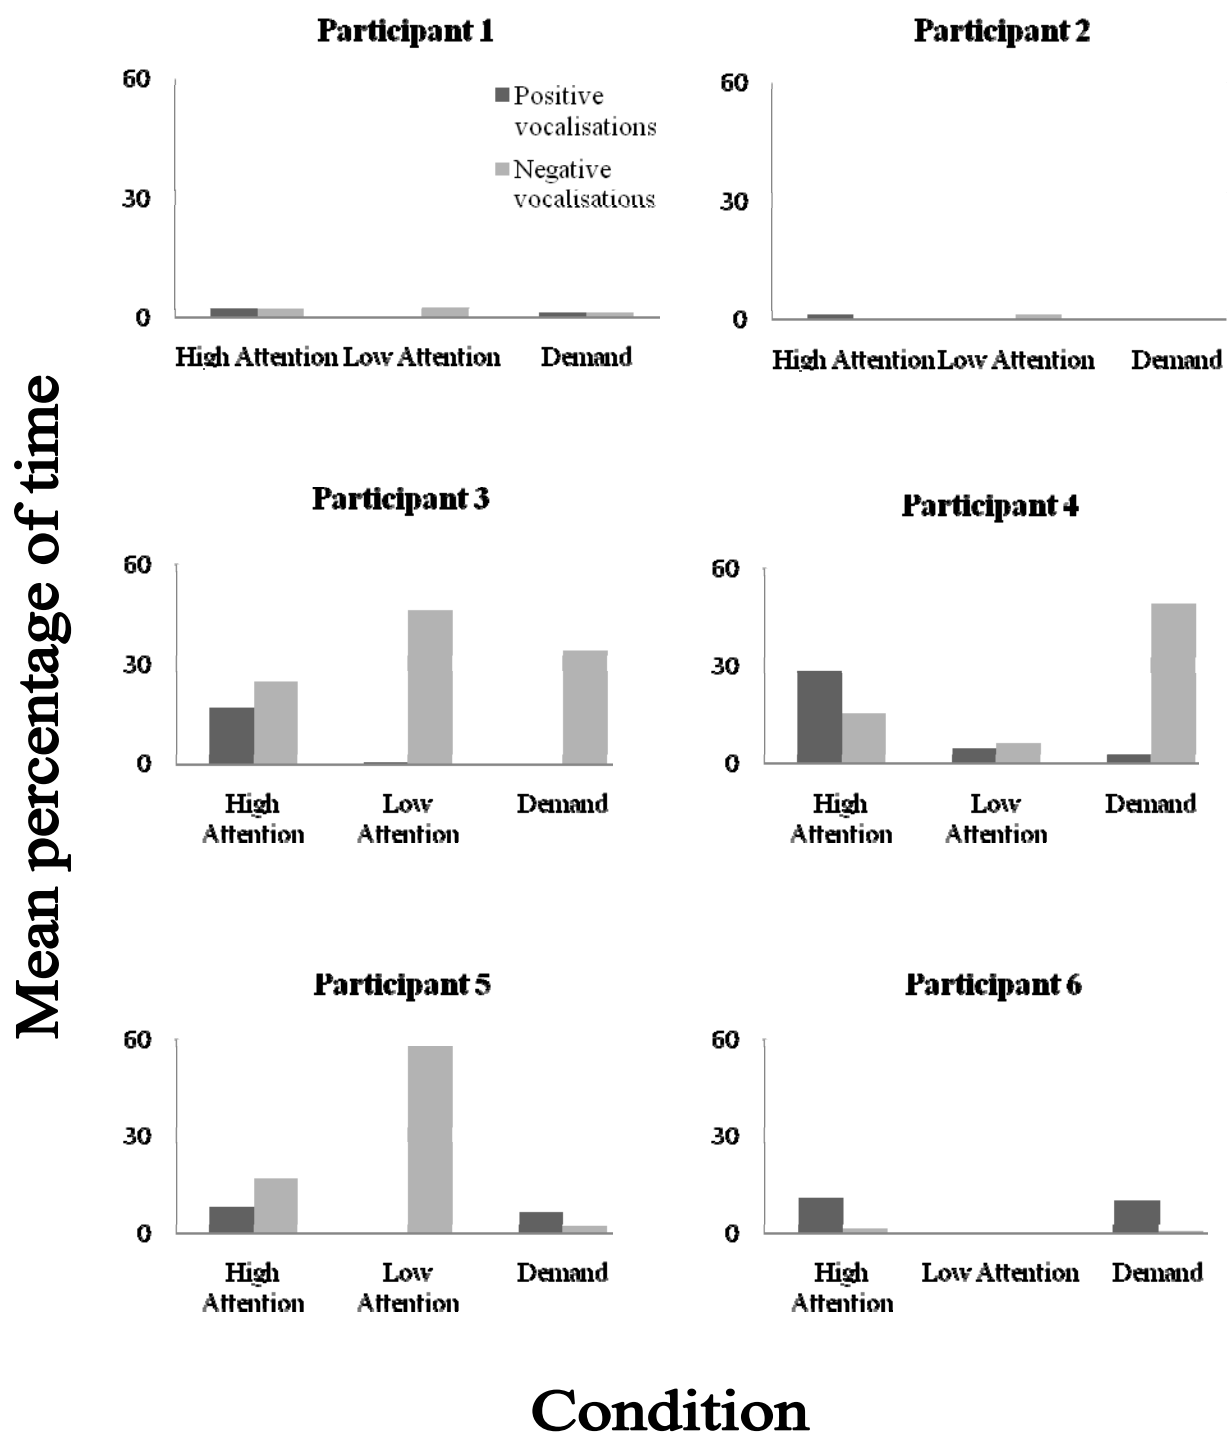 Participant 1
60
30
0
Positive
vocalisations
Negative
vocalisations
High Attention Low Attention Demand
Participant 2
60
30
0
High Attention Low Attention Demand
Mean percentage of time
Participant 3
60
30
0
High
Attention
Low
Attention
Demand
Participant 4
60
30
0
High
Attention
Low
Attention
Demand
Participant 5
60
30
0
High
Attention
Low
Attention
Demand
Participant 6
60
30
0
High
Attention
Low Attention
Demand
Condition